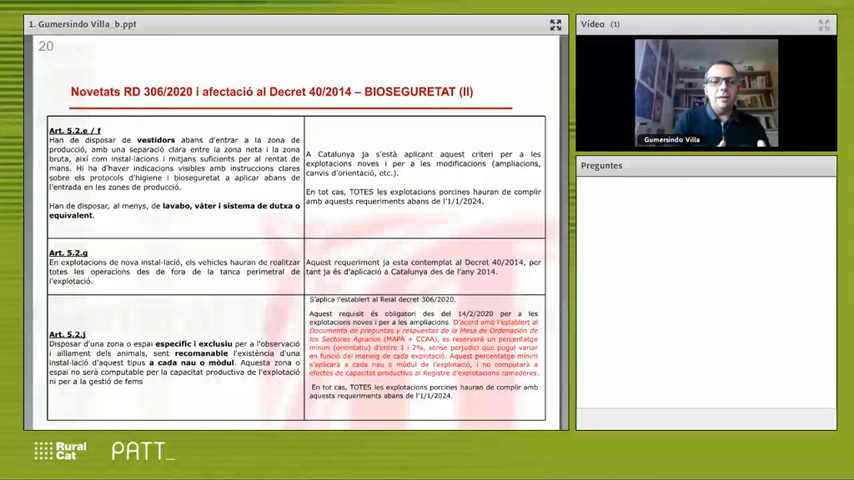 1. Gumersindo Villa_b.ppt
20
Novetats RD 306/2020 i afectació al Decret 40/2014 – BIOSEGURETAT (II)
Art. 5.2.e / f
Han de disposar de vestidors abans d'entrar a la zona de
producció, amb una separació clara entre la zona neta i la zona
bruta, així com instal·lacions i mitjans suficients per al rentat de
mans. Hi ha d'haver indicacions visibles amb instruccions clares
sobre els protocols d'higiene i bioseguretat a aplicar abans de
l'entrada en les zones de producció.
Han de disposar, al menys, de lavabo, vàter i sistema de dutxa o
equivalent.
A Catalunya ja s'està aplicant aquest criteri per a les
explotacions noves i per a les modificacions (ampliacions,
canvis d'orientació, etc.).
En tot cas, TOTES les explotacions porcines hauran de complir
amb aquests requeriments abans de l'1/1/2024.
Art. 5.2.g
En explotacions de nova instal·lació, els vehicles hauran de realitzar
totes les operacions des de fora de la tanca perimetral de
l'explotació.
Aquest requeriment ja esta contemplat al Decret 40/2014, per
tant ja és d'aplicació a Catalunya des de l'any 2014.
Art. 5.2.j
Disposar d'una zona o espai específic i exclusiu per a l'observació
i aïllament dels animals, sent recomanable l'existència d'una
instal·lació d'aquest tipus a cada nau o mòdul. Aquesta zona o
espai no serà computable per la capacitat productiva de l'explotació
ni per a la gestió de fems
S'aplica l'establert al Reial decret 306/2020.
Aquest requisit és obligatori des del 14/2/2020 per a les
explotacions noves i per a les ampliacions. D'acord amb l'establert al
Documento de preguntas y respuestas de la Mesa de Ordenación de
los Sectores Agrarios (MAPA + CCAA), es reservarà un percentatge
mínim (orientatiu) d'entre 1 i 2%, sense perjudici que pugui variar
en funció del maneig de cada explotació. Aquest percentatge mínim
s'aplicarà a cada nau o mòdul de l'explotació, i no computarà a
efectes de capacitat productiva al Registre d'explotacions ramaderes.
En tot cas, TOTES les explotacions porcines hauran de complir amb
aquests requeriments abans de l'1/1/2024.
Vídeo (1)
Gumersindo Villa
Preguntes
Rural
Cat
PATT_